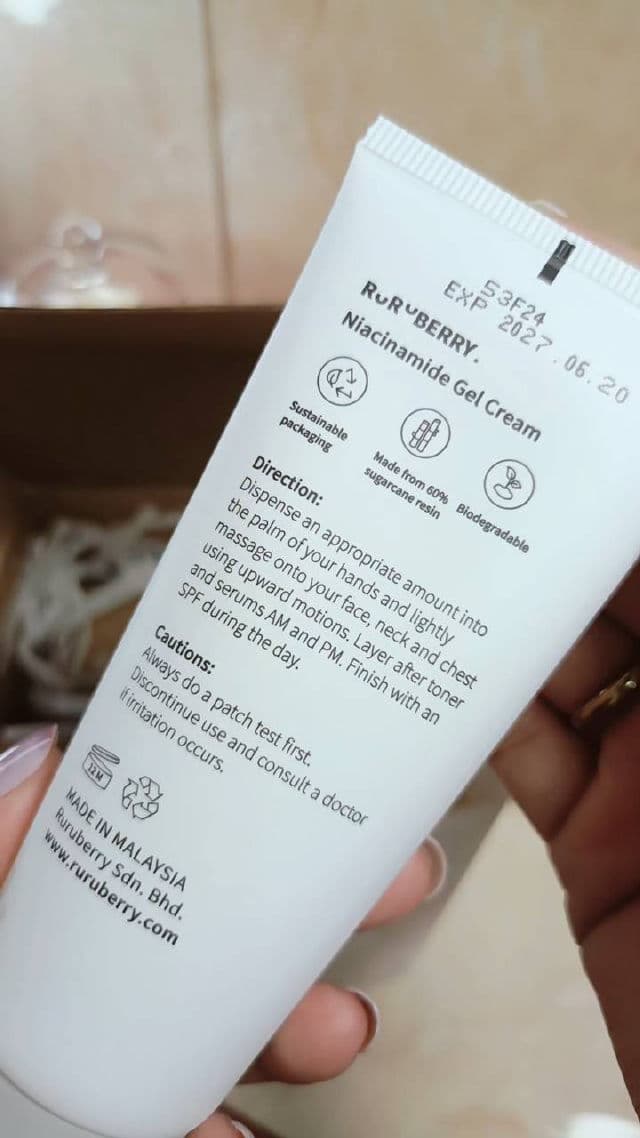 53F24
EXP 2027.06.20
RURUBERRY.
Niacinamide Gel Cream
Sustainable
packaging
Made from 60%
sugarcane resin
Biodegradable
Direction:
Dispense an appropriate amount into
the palm of your hands and lightly
massage onto your face, neck and chest
using upward motions. Layer after toner
and serums AM and PM. Finish with an
SPF during the day.
Cautions:
Always do a patch test first.
Discontinue use and consult a doctor
if irritation occurs.
12M
MADE IN MALAYSIA
Ruruberry Sdn. Bhd.
www.ruruberry.com